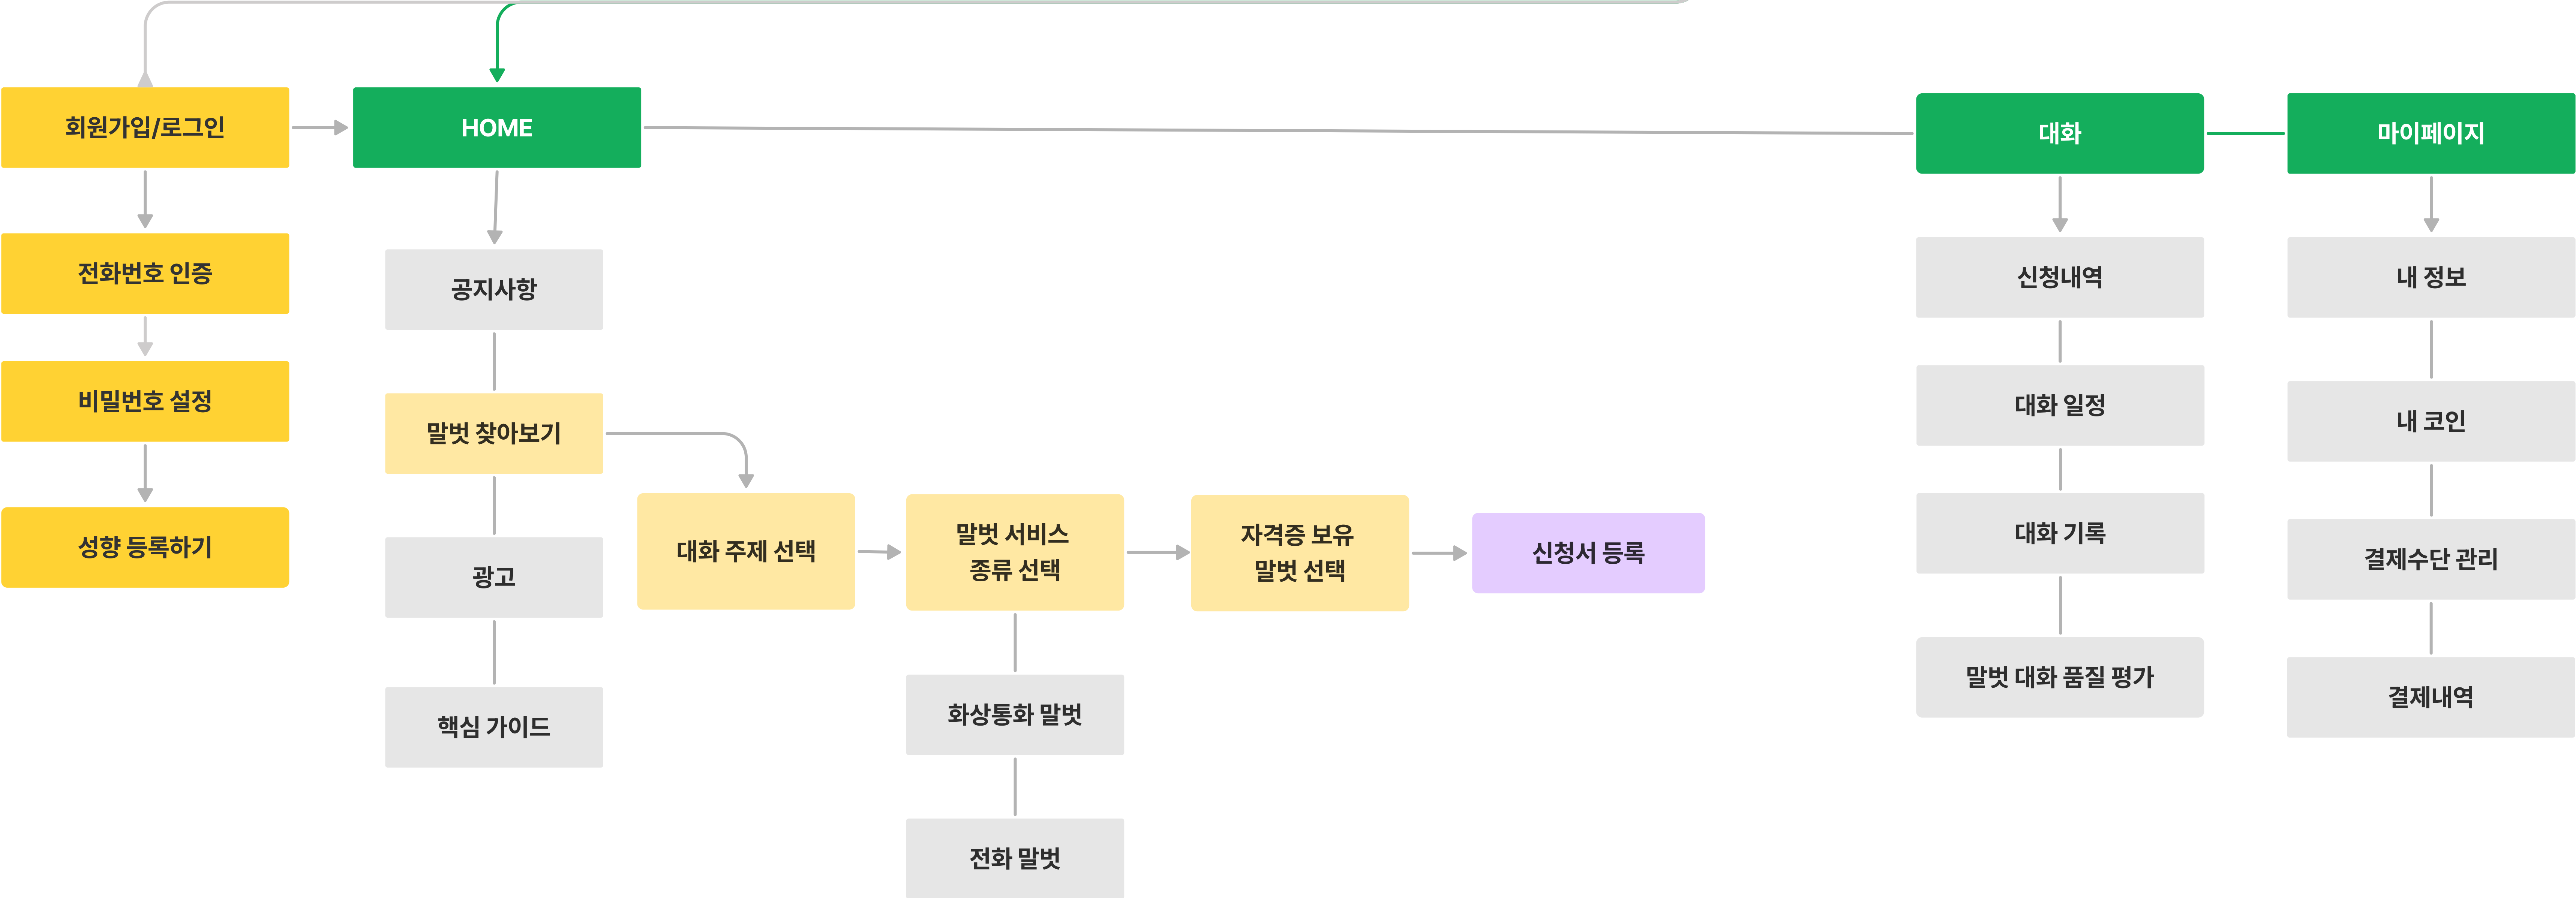 회원가입/로그인
HOME
대화
마이페이지
전화번호 인증
비밀번호 설정
성향 등록하기
공지사항
말벗 찾아보기
광고
핵심 가이드
대화 주제 선택
말벗 서비스
종류 선택
화상통화 말벗
전화 말벗
자격증 보유
말벗 선택
신청서 등록
신청내역
대화 일정
대화 기록
말벗 대화 품질 평가
내 정보
내 코인
결제수단 관리
결제내역